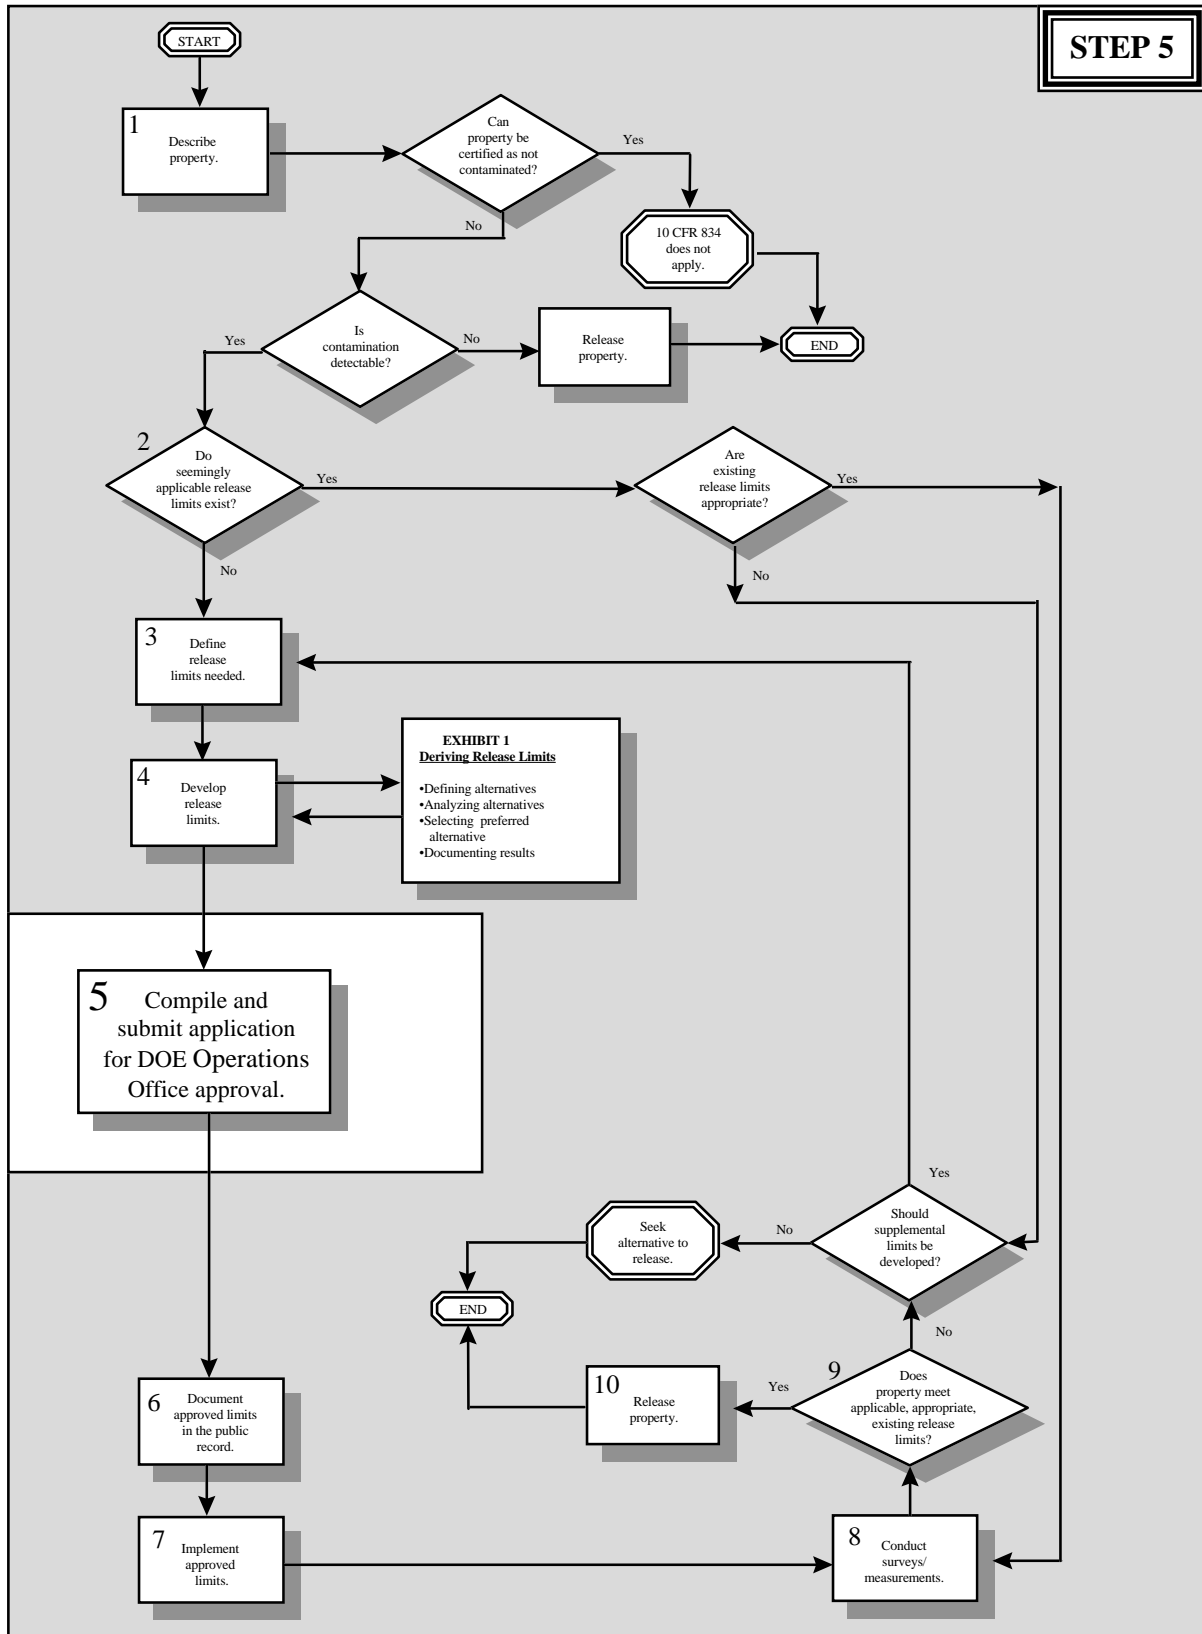 STEP 5
START
1
Describe
property.
Can
property be
certified as not
contaminated?
Yes
No
10 CFR 834
does not
apply.
Is
contamination
detectable?
Yes
No
Release
property.
END
2
Do
seemingly
applicable release
limits exist?
Yes
No
Are
existing
release limits
appropriate?
Yes
No
3
Define
release
limits needed.
4
Develop
release
limits.
EXHIBIT 1
Deriving Release Limits
•Defining alternatives
•Analyzing alternatives
•Selecting preferred
alternative
•Documenting results
5
Compile and
submit application
for DOE Operations
Office approval.
Yes
Should
supplemental
limits be
developed?
No
Seek
alternative to
release.
END
No
9
Does
property meet
applicable, appropriate,
existing release
limits?
Yes
10
Release
property.
6
Document
approved limits
in the public
record.
7
Implement
approved
limits.
8
Conduct
surveys/
measurements.